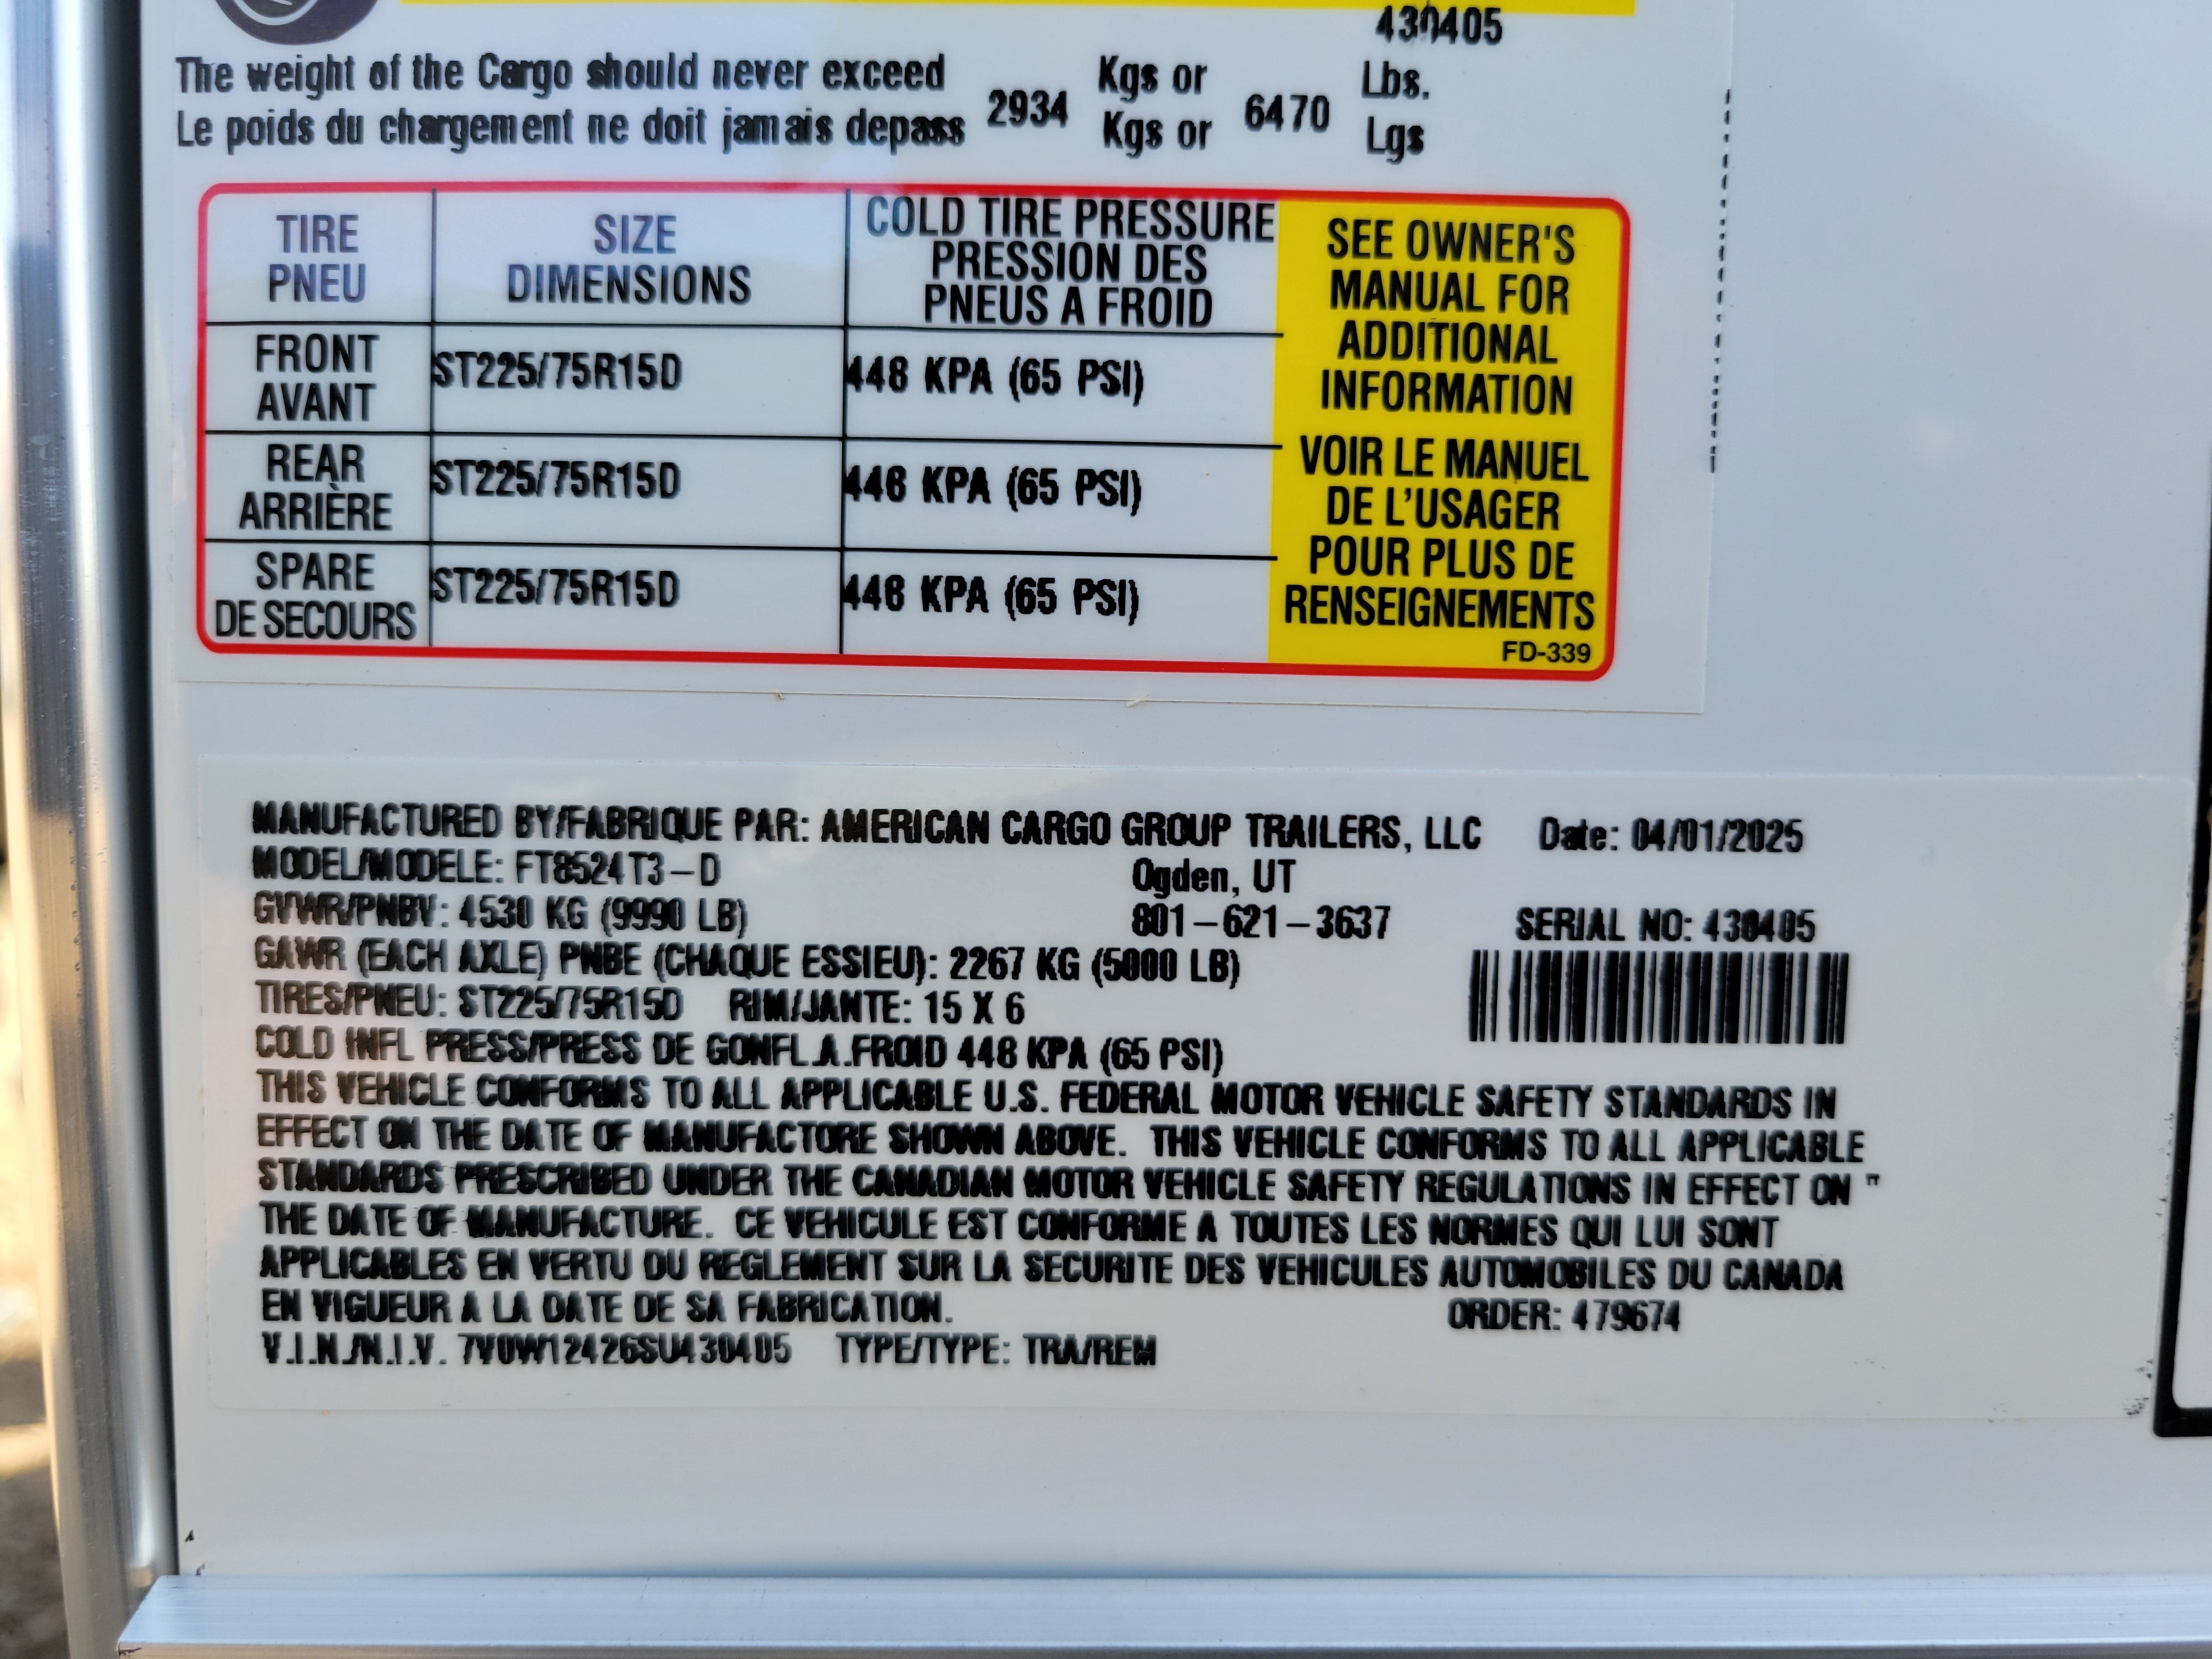 430405
The weight of the Cargo should never exceed 2934 Kgs or 6470 Lbs.
Le poids du chargement ne doit jamais depass Kgs or Lgs
TIRE
PNEU
SIZE
DIMENSIONS
COLD TIRE PRESSURE
PRESSION DES
PNEUS A FROID
FRONT
AVANT
ST225/75R15D
448 KPA (65 PSI)
REAR
ARRIÈRE
ST225/75R15D
448 KPA (65 PSI)
SPARE
DE SECOURS
ST225/75R15D
448 KPA (65 PSI)
SEE OWNER'S
MANUAL FOR
ADDITIONAL
INFORMATION
VOIR LE MANUEL
DE L'USAGER
POUR PLUS DE
RENSEIGNEMENTS
FD-339
MANUFACTURED BY/FABRIQUE PAR: AMERICAN CARGO GROUP TRAILERS, LLC Date: 04/01/2025
MODEL/MODELE: FT8524T3-D Ogden, UT
GVWR/PNBV: 4530 KG (9990 LB) 801-621-3637 SERIAL NO: 430405
GAWR (EACH AXLE) PNBE (CHAQUE ESSIEU): 2267 KG (5000 LB)
TIRES/PNEU: ST225/75R15D RIM/JANTE: 15 X 6
COLD INFL PRESS/PRESS DE GONFL.A.FROID 448 KPA (65 PSI)
THIS VEHICLE CONFORMS TO ALL APPLICABLE U.S. FEDERAL MOTOR VEHICLE SAFETY STANDARDS IN
EFFECT ON THE DATE OF MANUFACTORE SHOWN ABOVE. THIS VEHICLE CONFORMS TO ALL APPLICABLE
STANDARDS PRESCRIBED UNDER THE CANADIAN MOTOR VEHICLE SAFETY REGULATIONS IN EFFECT ON "
THE DATE OF MANUFACTURE. CE VEHICULE EST CONFORME A TOUTES LES NORMES QUI LUI SONT
APPLICABLES EN VERTU DU REGLEMENT SUR LA SECURITE DES VEHICULES AUTOMOBILES DU CANADA
EN VIGUEUR A LA DATE DE SA FABRICATION. ORDER: 479674
V.I.N./N.I.V. 7V0W12426SU430405 TYPE/TYPE: TRA/REM